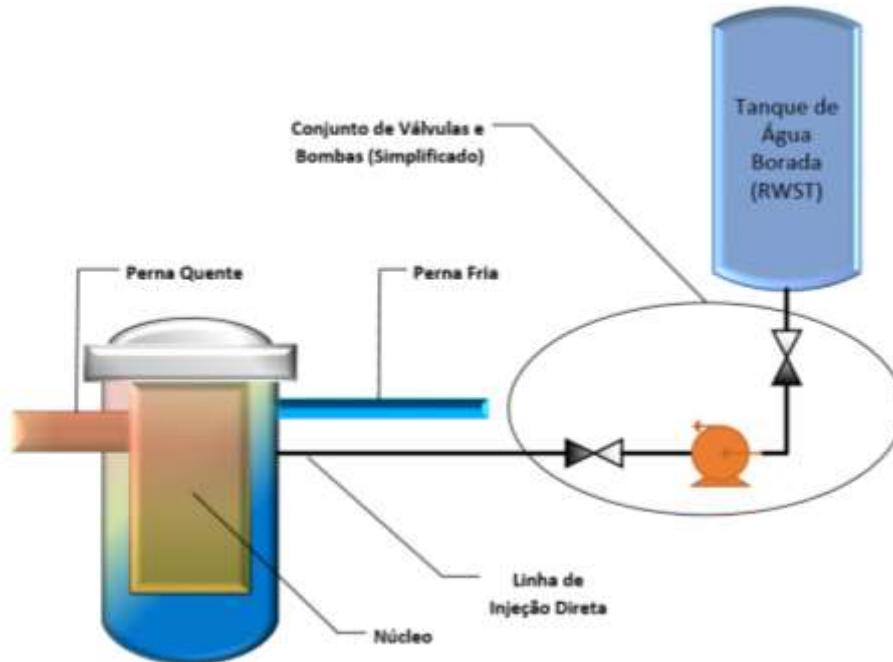 Tanque de
Água
Borada
(RWST)
Conjunto de Válvulas e
Bombas (Simplificado)
Perna Quente
Perna Fria
Linha de
Injeção Direta
Núcleo